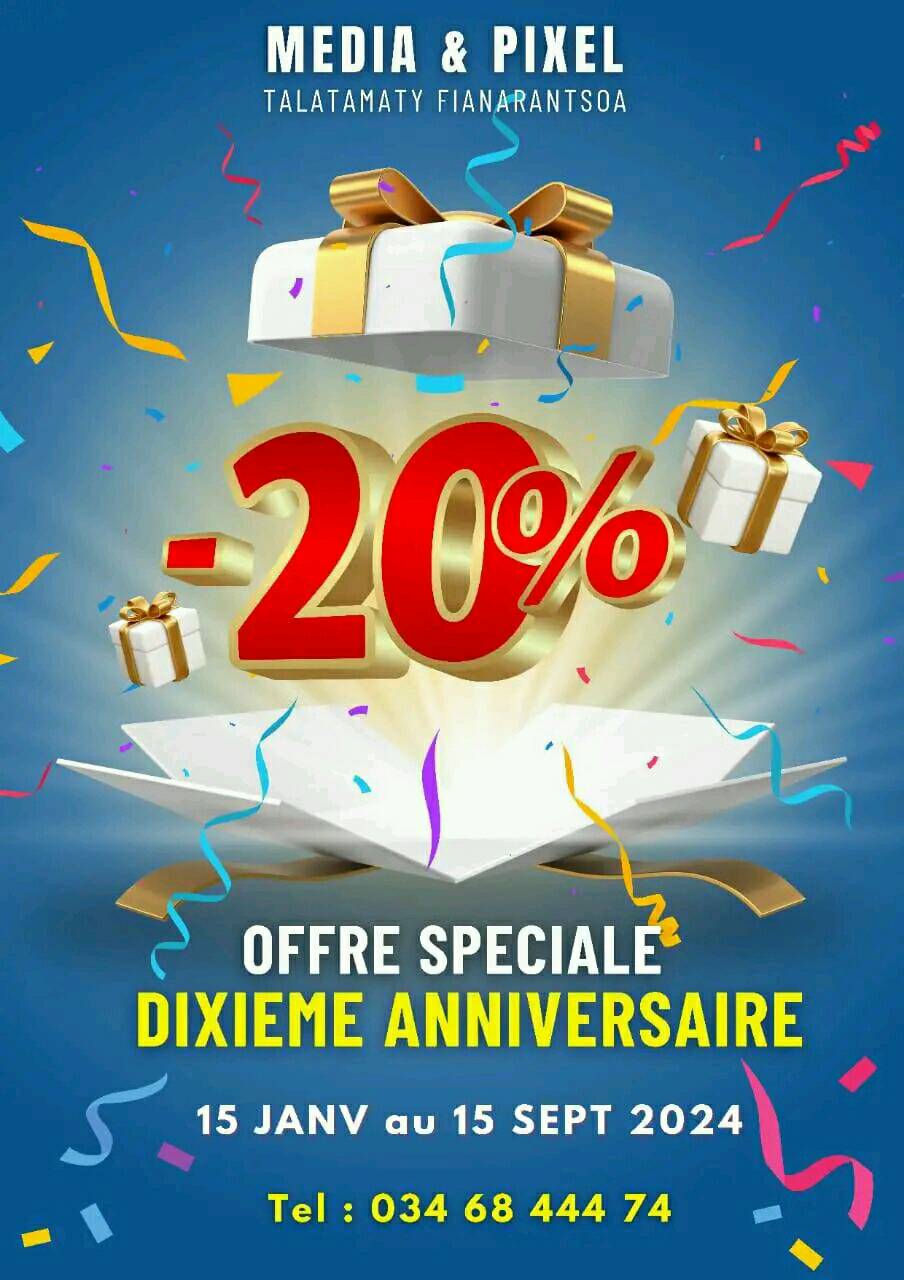 MEDIA & PIXEL
TALATAMATY FIANARANTSOA
-20%
OFFRE SPECIALE
DIXIEME ANNIVERSAIRE
15 JANV au 15 SEPT 2024
Tel : 034 68 444 74